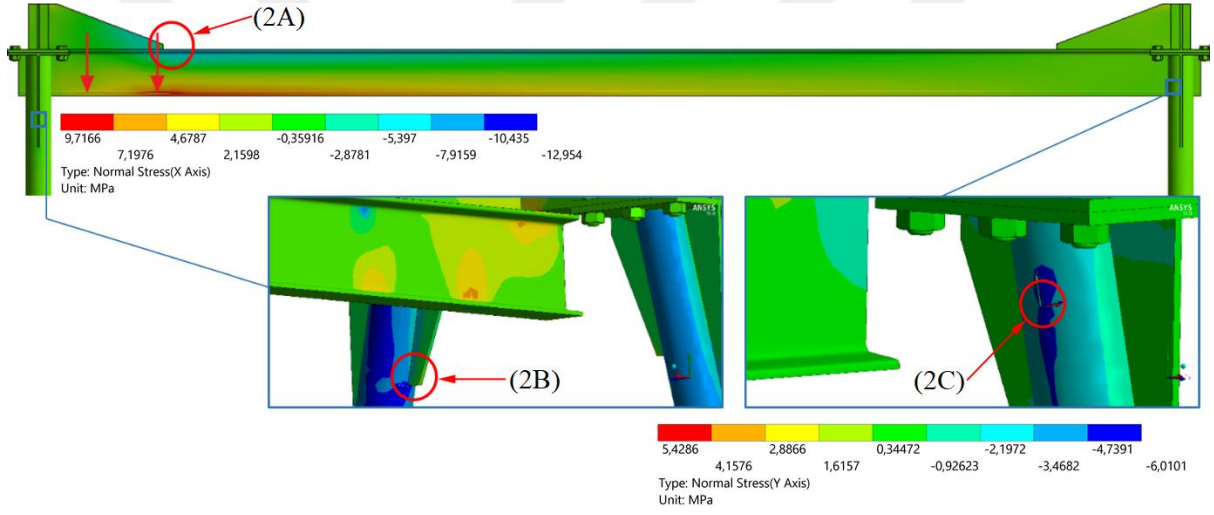 (2A)
9,7166 4,6787 -0,35916 -5,397 -10,435
7,1976 2,1598 -2,8781 -7,9159 -12,954
Type: Normal Stress(X Axis)
Unit: MPa
ANSYS
ANSYS
(2B)
(2C)
5,4286 2,8866 0,34472 -2,1972 -4,7391
4,1576 1,6157 -0,92623 -3,4682 -6,0101
Type: Normal Stress(Y Axis)
Unit: MPa